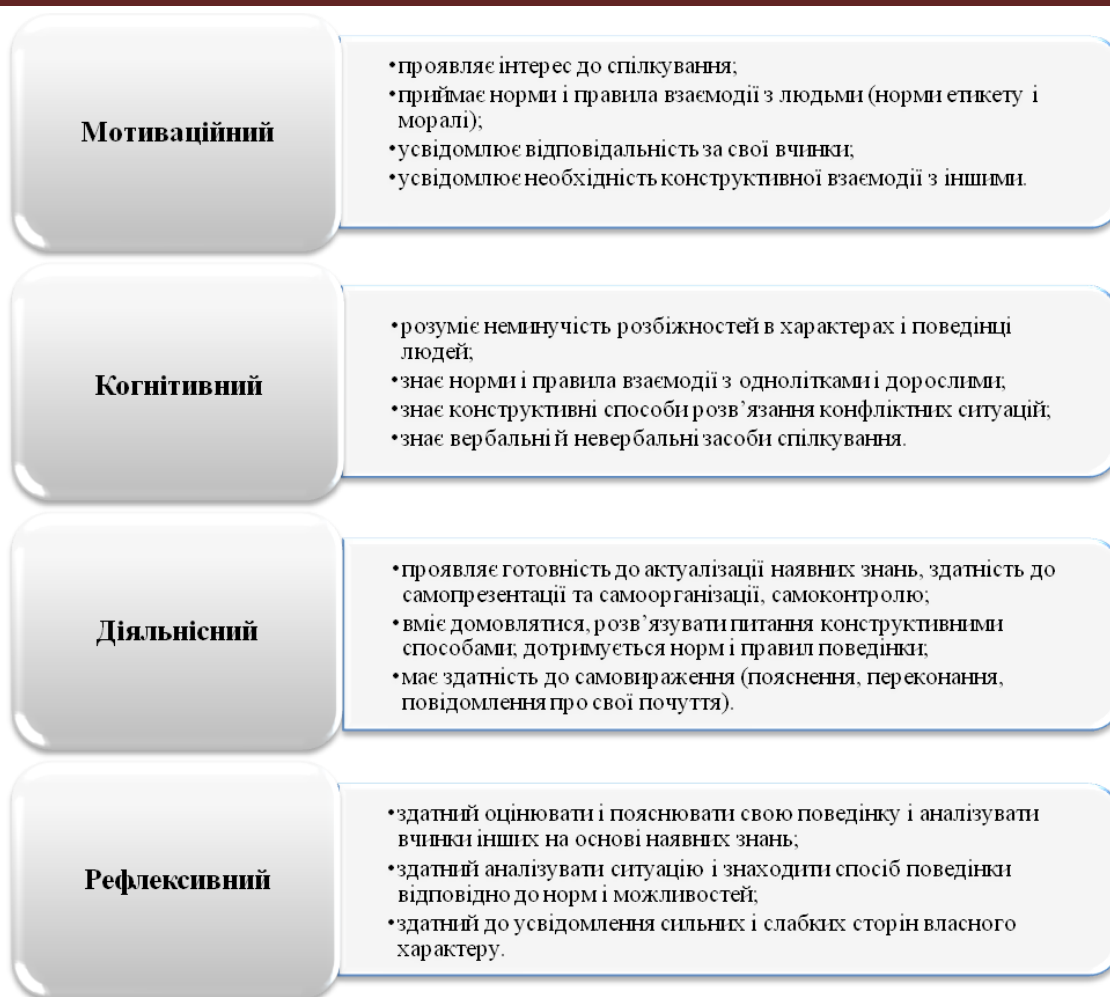 Мотиваційний
•проявляє інтерес до спілкування;
•приймає норми і правила взаємодії з людьми (норми етикету і
моралі);
•усвідомлює відповідальність за свої вчинки;
•усвідомлює необхідність конструктивної взаємодії з іншими.
Когнітивний
•розуміє неминучість розбіжностей в характерах і поведінці
людей;
•знає норми і правила взаємодії з однолітками і дорослими;
•знає конструктивні способи розв’язання конфліктних ситуацій;
•знає вербальні й невербальні засоби спілкування.
Діяльнісний
•проявляє готовність до актуалізації наявних знань, здатність до
самопрезентації та самоорганізації, самоконтролю;
•вміє домовлятися, розв’язувати питання конструктивними
способами; дотримується норм і правил поведінки;
•має здатність до самовираження (пояснення, переконання,
повідомлення про свої почуття).
Рефлексивний
•здатний оцінювати і пояснювати свою поведінку і аналізувати
вчинки інших на основі наявних знань;
•здатний аналізувати ситуацію і знаходити спосіб поведінки
відповідно до норм і можливостей;
•здатний до усвідомлення сильних і слабких сторін власного
характеру.